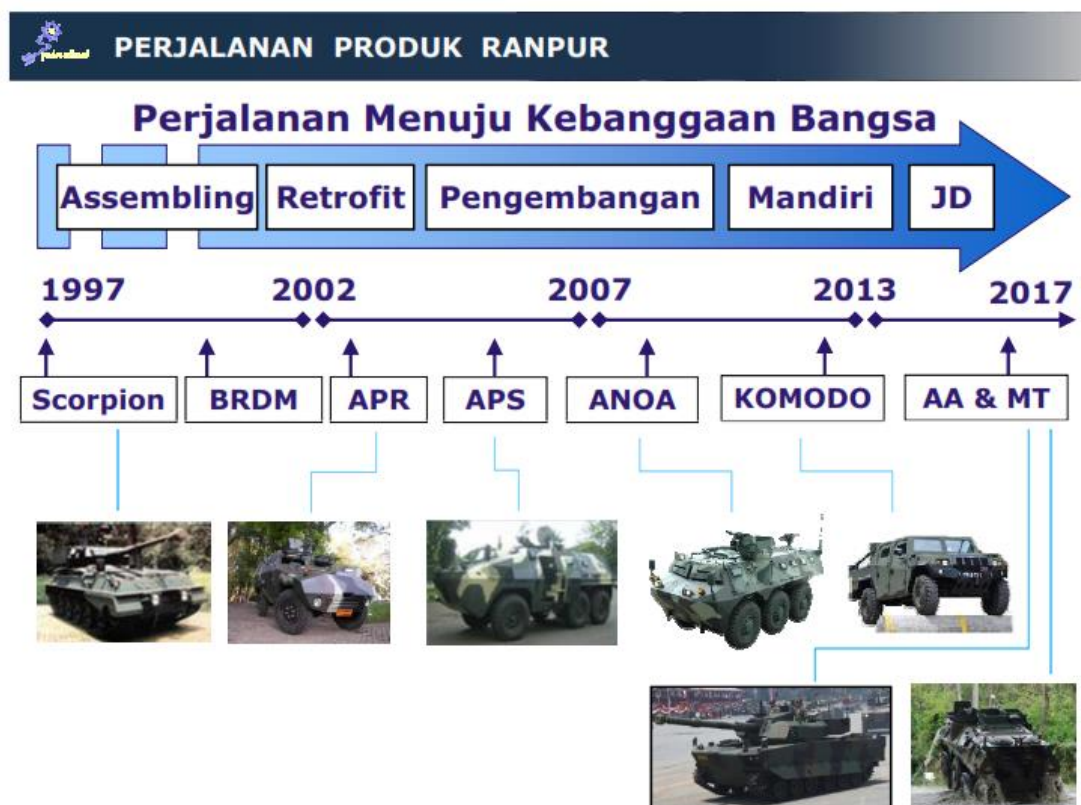 PERJALANAN PRODUK RANPUR
Perjalanan Menuju Kebanggaan Bangsa
Assembling Retrofit Pengembangan Mandiri JD
1997 2002 2007 2013 2017
Scorpion BRDM APR APS ANOA KOMODO AA & MT